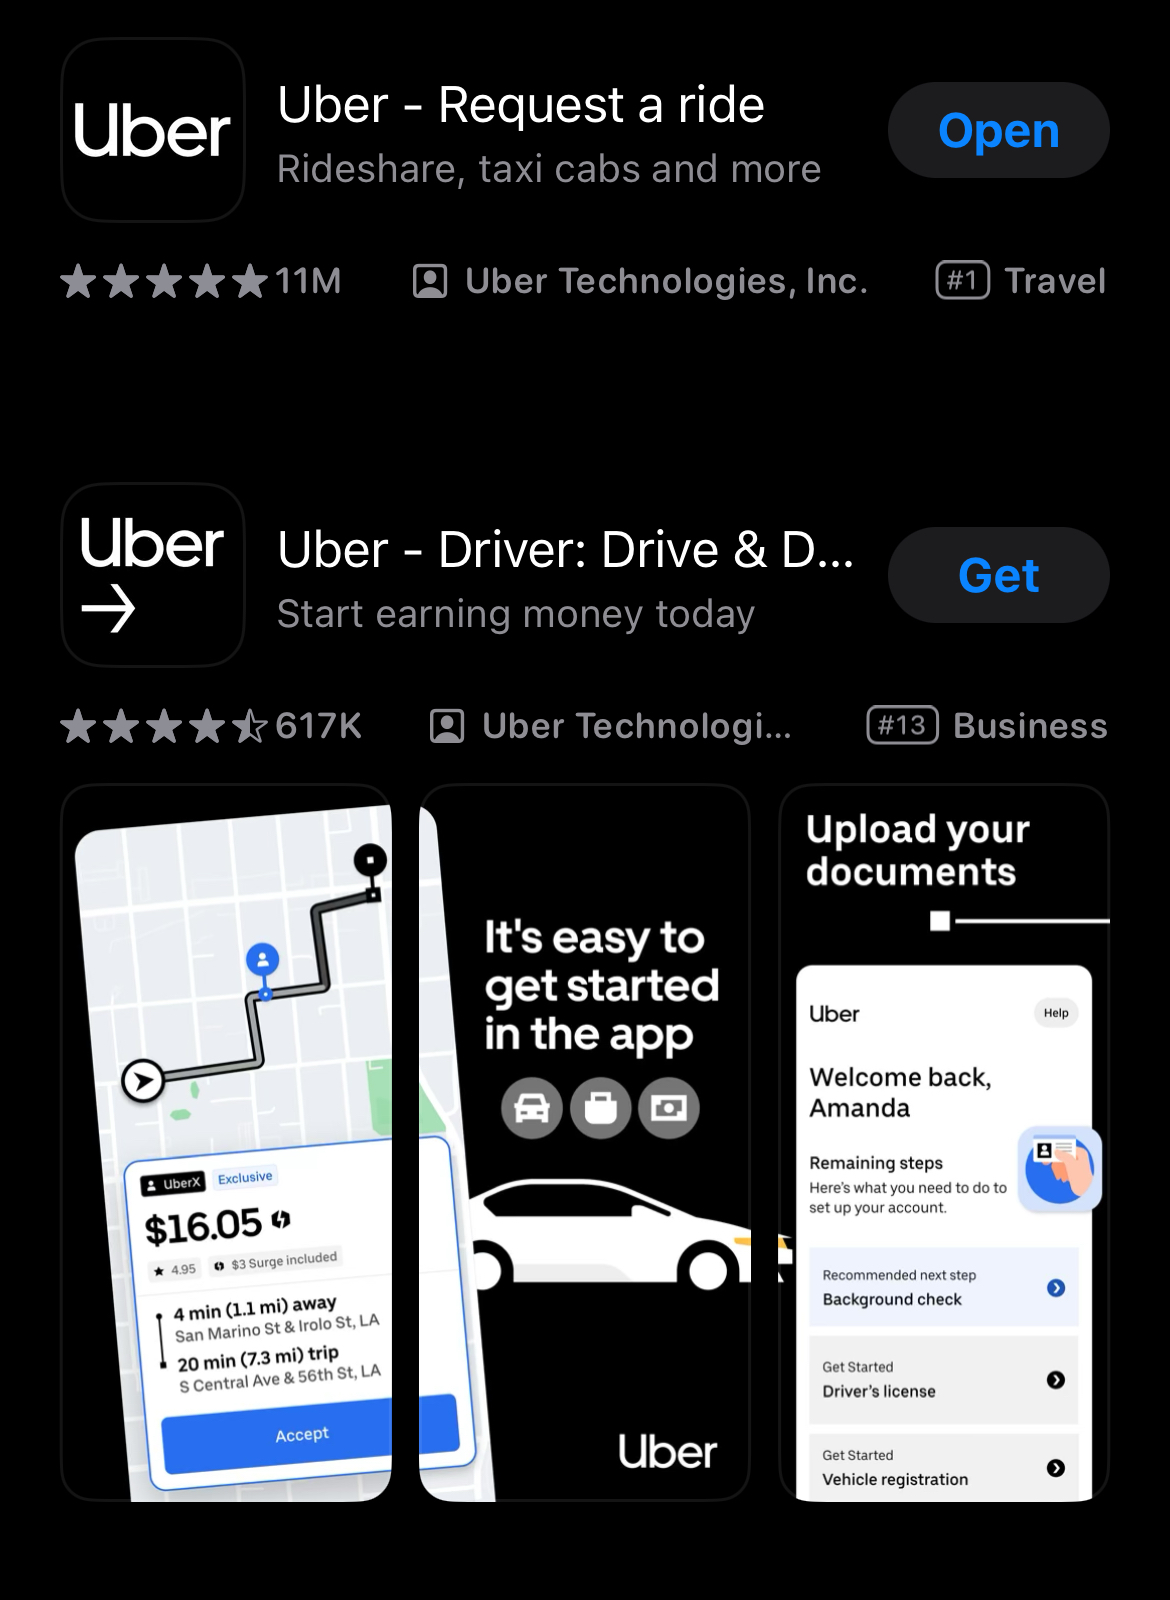 Uber
Uber - Request a ride
Rideshare, taxi cabs and more
Open
11M
Uber Technologies, Inc.
#1 Travel
Uber
Uber - Driver: Drive & D...
Start earning money today
Get
617K
Uber Technologi...
#13 Business
UberX Exclusive
$16.05
4.95 $3 Surge included
4 min (1.1 mi) away
San Marino St & Irolo St, LA
20 min (7.3 mi) trip
S Central Ave & 56th St, LA
Accept
It's easy to
get started
in the app
Uber
Upload your
documents
Uber Help
Welcome back,
Amanda
Remaining steps
Here's what you need to do to
set up your account.
Recommended next step
Background check
Get Started
Driver's license
Get Started
Vehicle registration